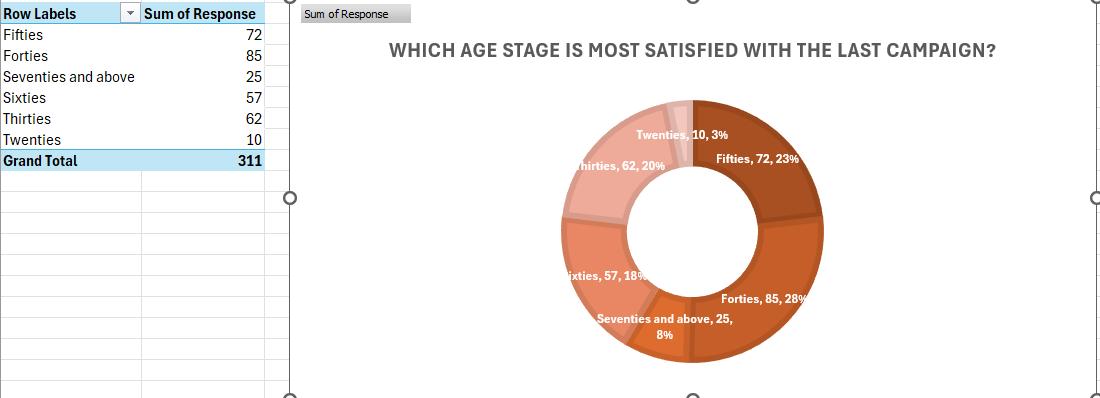 Row Labels Sum of Response
Fifties 72
Forties 85
Seventies and above 25
Sixties 57
Thirties 62
Twenties 10
Grand Total 311
Sum of Response
WHICH AGE STAGE IS MOST SATISFIED WITH THE LAST CAMPAIGN?
Twenties, 10, 3%
Fifties, 72, 23%
Thirties, 62, 20%
Sixties, 57, 18%
Forties, 85, 28%
Seventies and above, 25,
8%